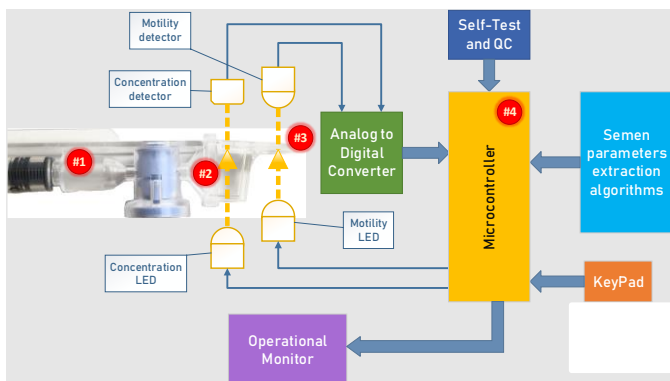 Motility
detector
Self-Test
and QC
Concentration
detector
#4
#3
#1
#2
Analog to
Digital
Converter
Microcontroller
Semen
parameters
extraction
algorithms
Motility
LED
Concentration
LED
KeyPad
Operational
Monitor